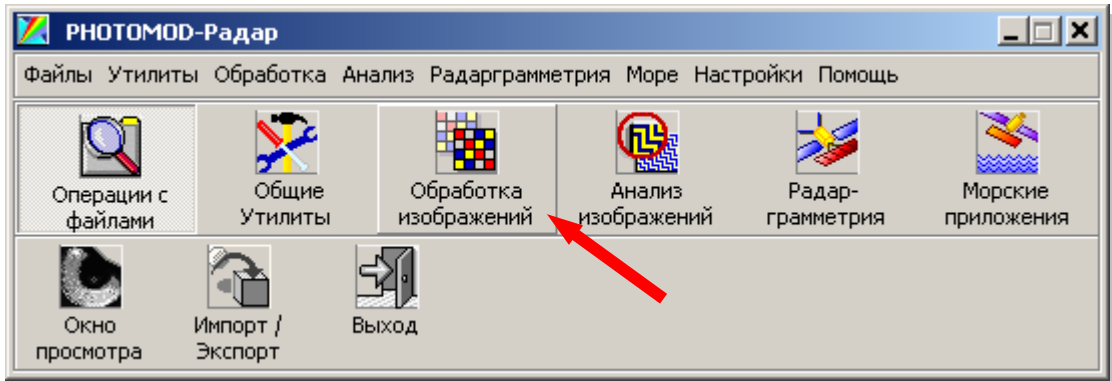 PHOTOMOD-Радар
Файлы Утилиты Обработка Анализ Радарграмметрия Море Настройки Помощь
Операции с
файлами
Общие
Утилиты
Обработка
изображений
Анализ
изображений
Радар-
грамметрия
Морские
приложения
Окно
просмотра
Импорт /
Экспорт
Выход